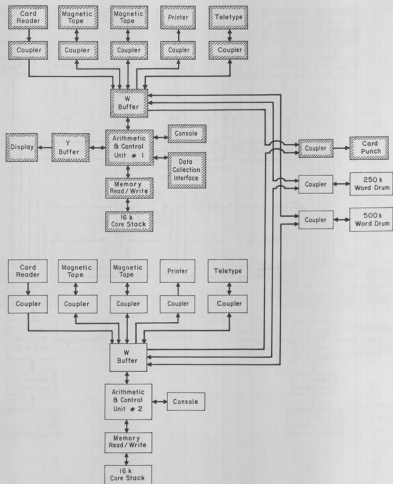 Card
Reader
Magnetic
Tape
Magnetic
Tape
Printer
Teletype
Coupler
Coupler
Coupler
Coupler
Coupler
W
Buffer
Display
Y
Buffer
Arithmetic
& Control
Unit # 1
Console
Data
Collection
Interface
Memory
Read/Write
16 k
Core Stack
Coupler
Card
Punch
Coupler
250 k
Word Drum
Coupler
500 k
Word Drum
Card
Reader
Magnetic
Tape
Magnetic
Tape
Printer
Teletype
Coupler
Coupler
Coupler
Coupler
Coupler
W
Buffer
Arithmetic
& Control
Unit # 2
Console
Memory
Read/Write
16 k
Core Stack